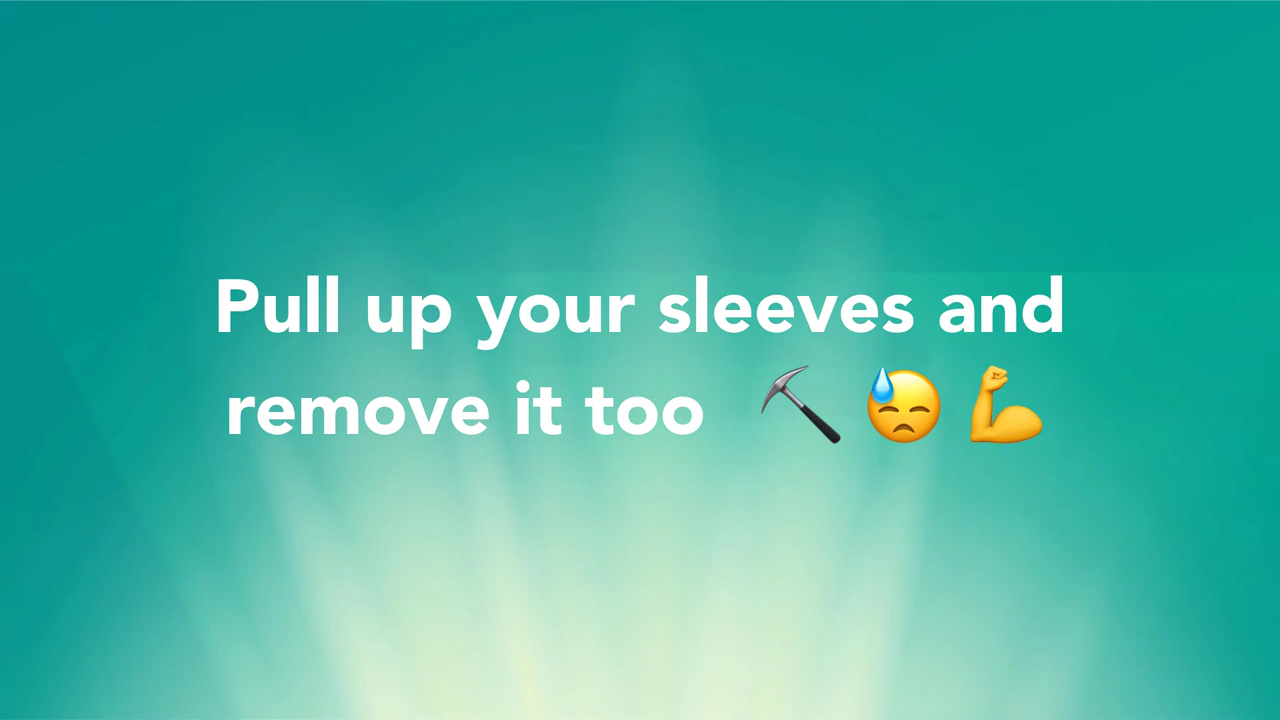 Pull up your sleeves and
remove it too ⛏️ 😓 💪